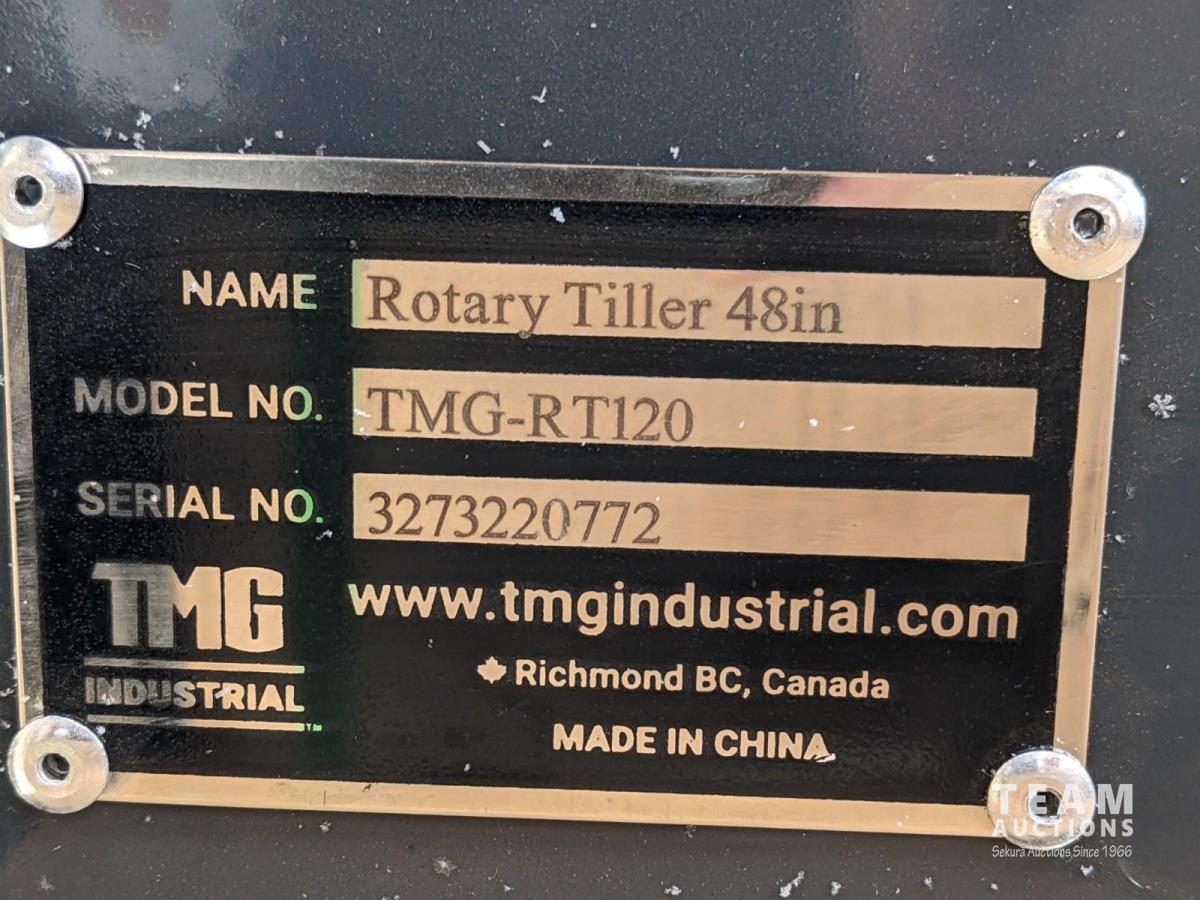 NAME Rotary Tiller 48in
MODEL NO. TMG-RT120
SERIAL NO. 3273220772
TMG
INDUSTRIAL™
www.tmgindustrial.com
Richmond BC, Canada
MADE IN CHINA
TEAM
AUCTIONS
Sekura Auctions Since 1966